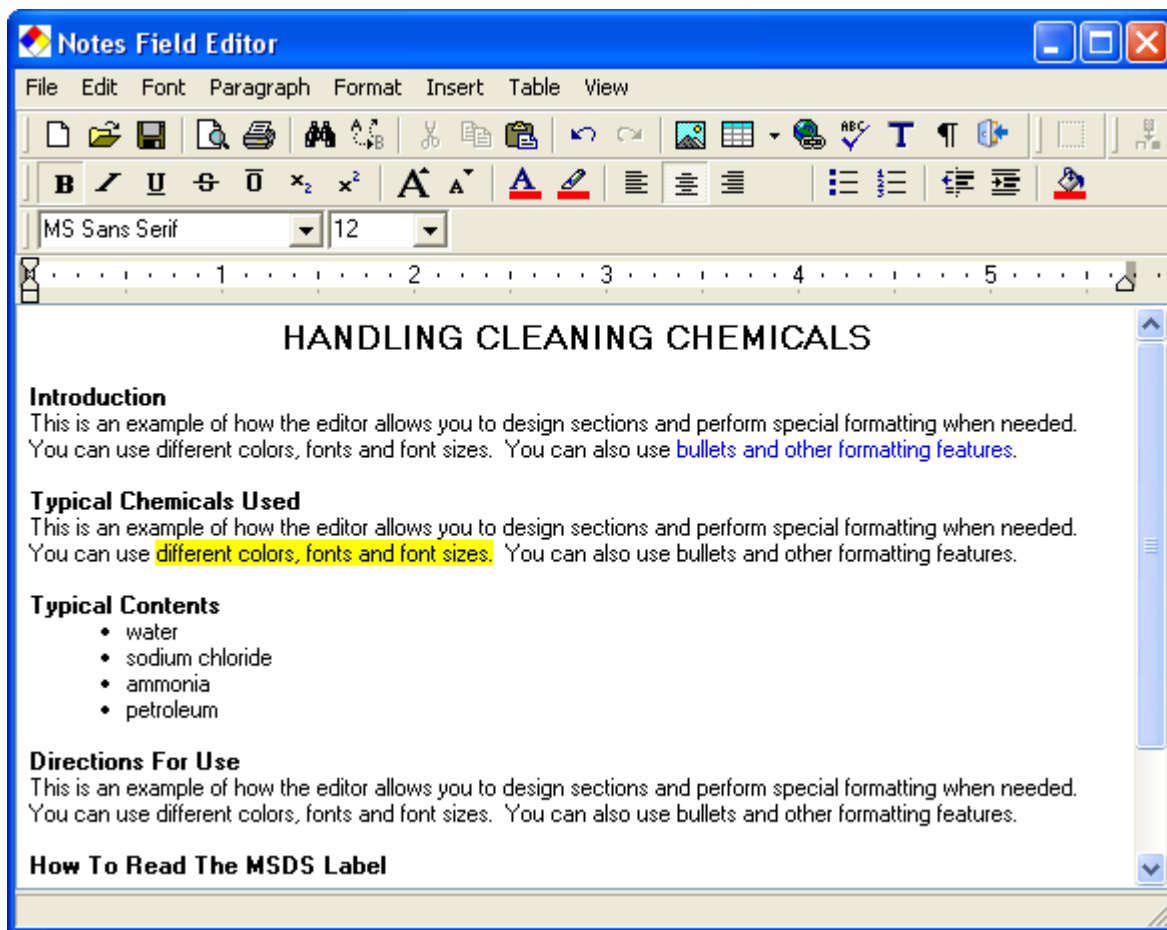 Notes Field Editor
File Edit Font Paragraph Format Insert Table View
ABC T ¶
B I U S O x₂ x² A A A
MS Sans Serif 12
1 2 3 4 5
HANDLING CLEANING CHEMICALS
Introduction
This is an example of how the editor allows you to design sections and perform special formatting when needed.
You can use different colors, fonts and font sizes.  You can also use bullets and other formatting features.
Typical Chemicals Used
This is an example of how the editor allows you to design sections and perform special formatting when needed.
You can use different colors, fonts and font sizes.  You can also use bullets and other formatting features.
Typical Contents
• water
• sodium chloride
• ammonia
• petroleum
Directions For Use
This is an example of how the editor allows you to design sections and perform special formatting when needed.
You can use different colors, fonts and font sizes.  You can also use bullets and other formatting features.
How To Read The MSDS Label